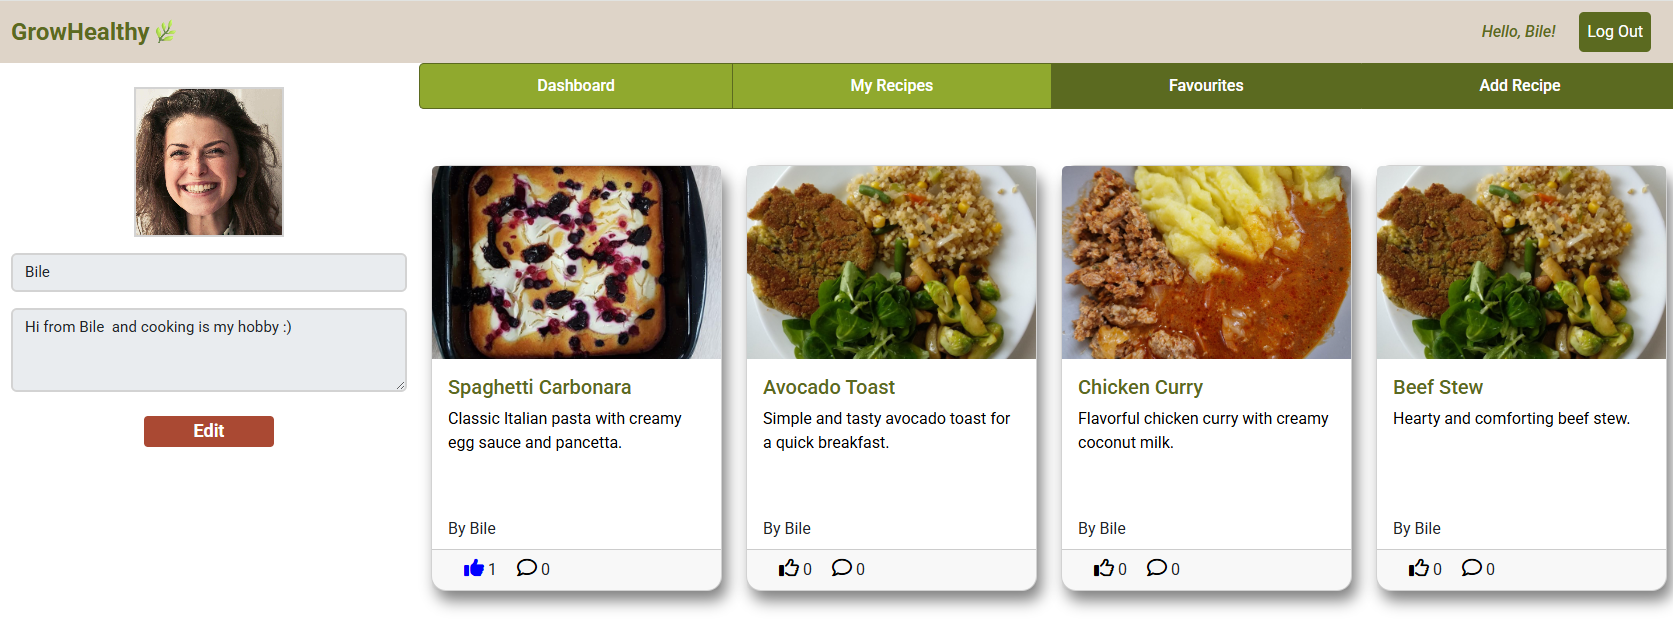 GrowHealthy
Hello, Bile!
Log Out
Dashboard
My Recipes
Favourites
Add Recipe
Bile
Hi from Bile  and cooking is my hobby :)
Edit
Spaghetti Carbonara
Classic Italian pasta with creamy
egg sauce and pancetta.
By Bile
1
0
Avocado Toast
Simple and tasty avocado toast for
a quick breakfast.
By Bile
0
0
Chicken Curry
Flavorful chicken curry with creamy
coconut milk.
By Bile
0
0
Beef Stew
Hearty and comforting beef stew.
By Bile
0
0